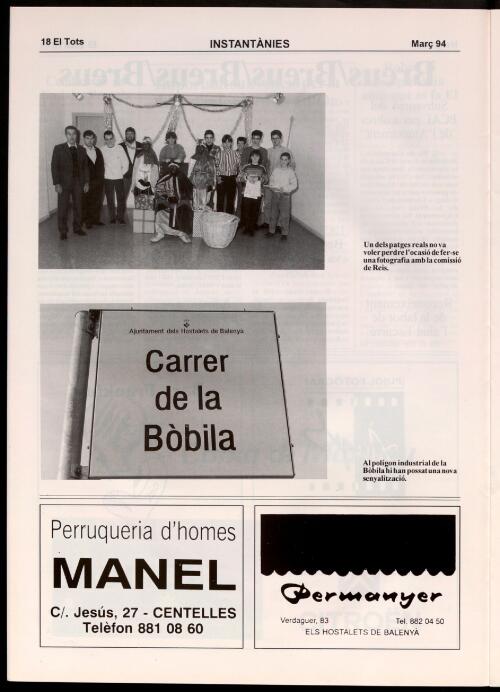 18 El Tots
INSTANTÀNIES
Març 94
Un dels patges reals no va
voler perdre l'ocasió de fer-se
una fotografia amb la comissió
de Reis.
Ajuntament dels Hostalets de Balenya
Carrer
de la
Bòbila
Al polígon industrial de la
Bòbila hi han possat una nova
senyalització.
Perruqueria d'homes
MANEL
C/. Jesús, 27 - CENTELLES
Telèfon 881 08 60
Permanyer
Verdaguer, 83
Tel. 882 04 50
ELS HOSTALETS DE BALENYÀ